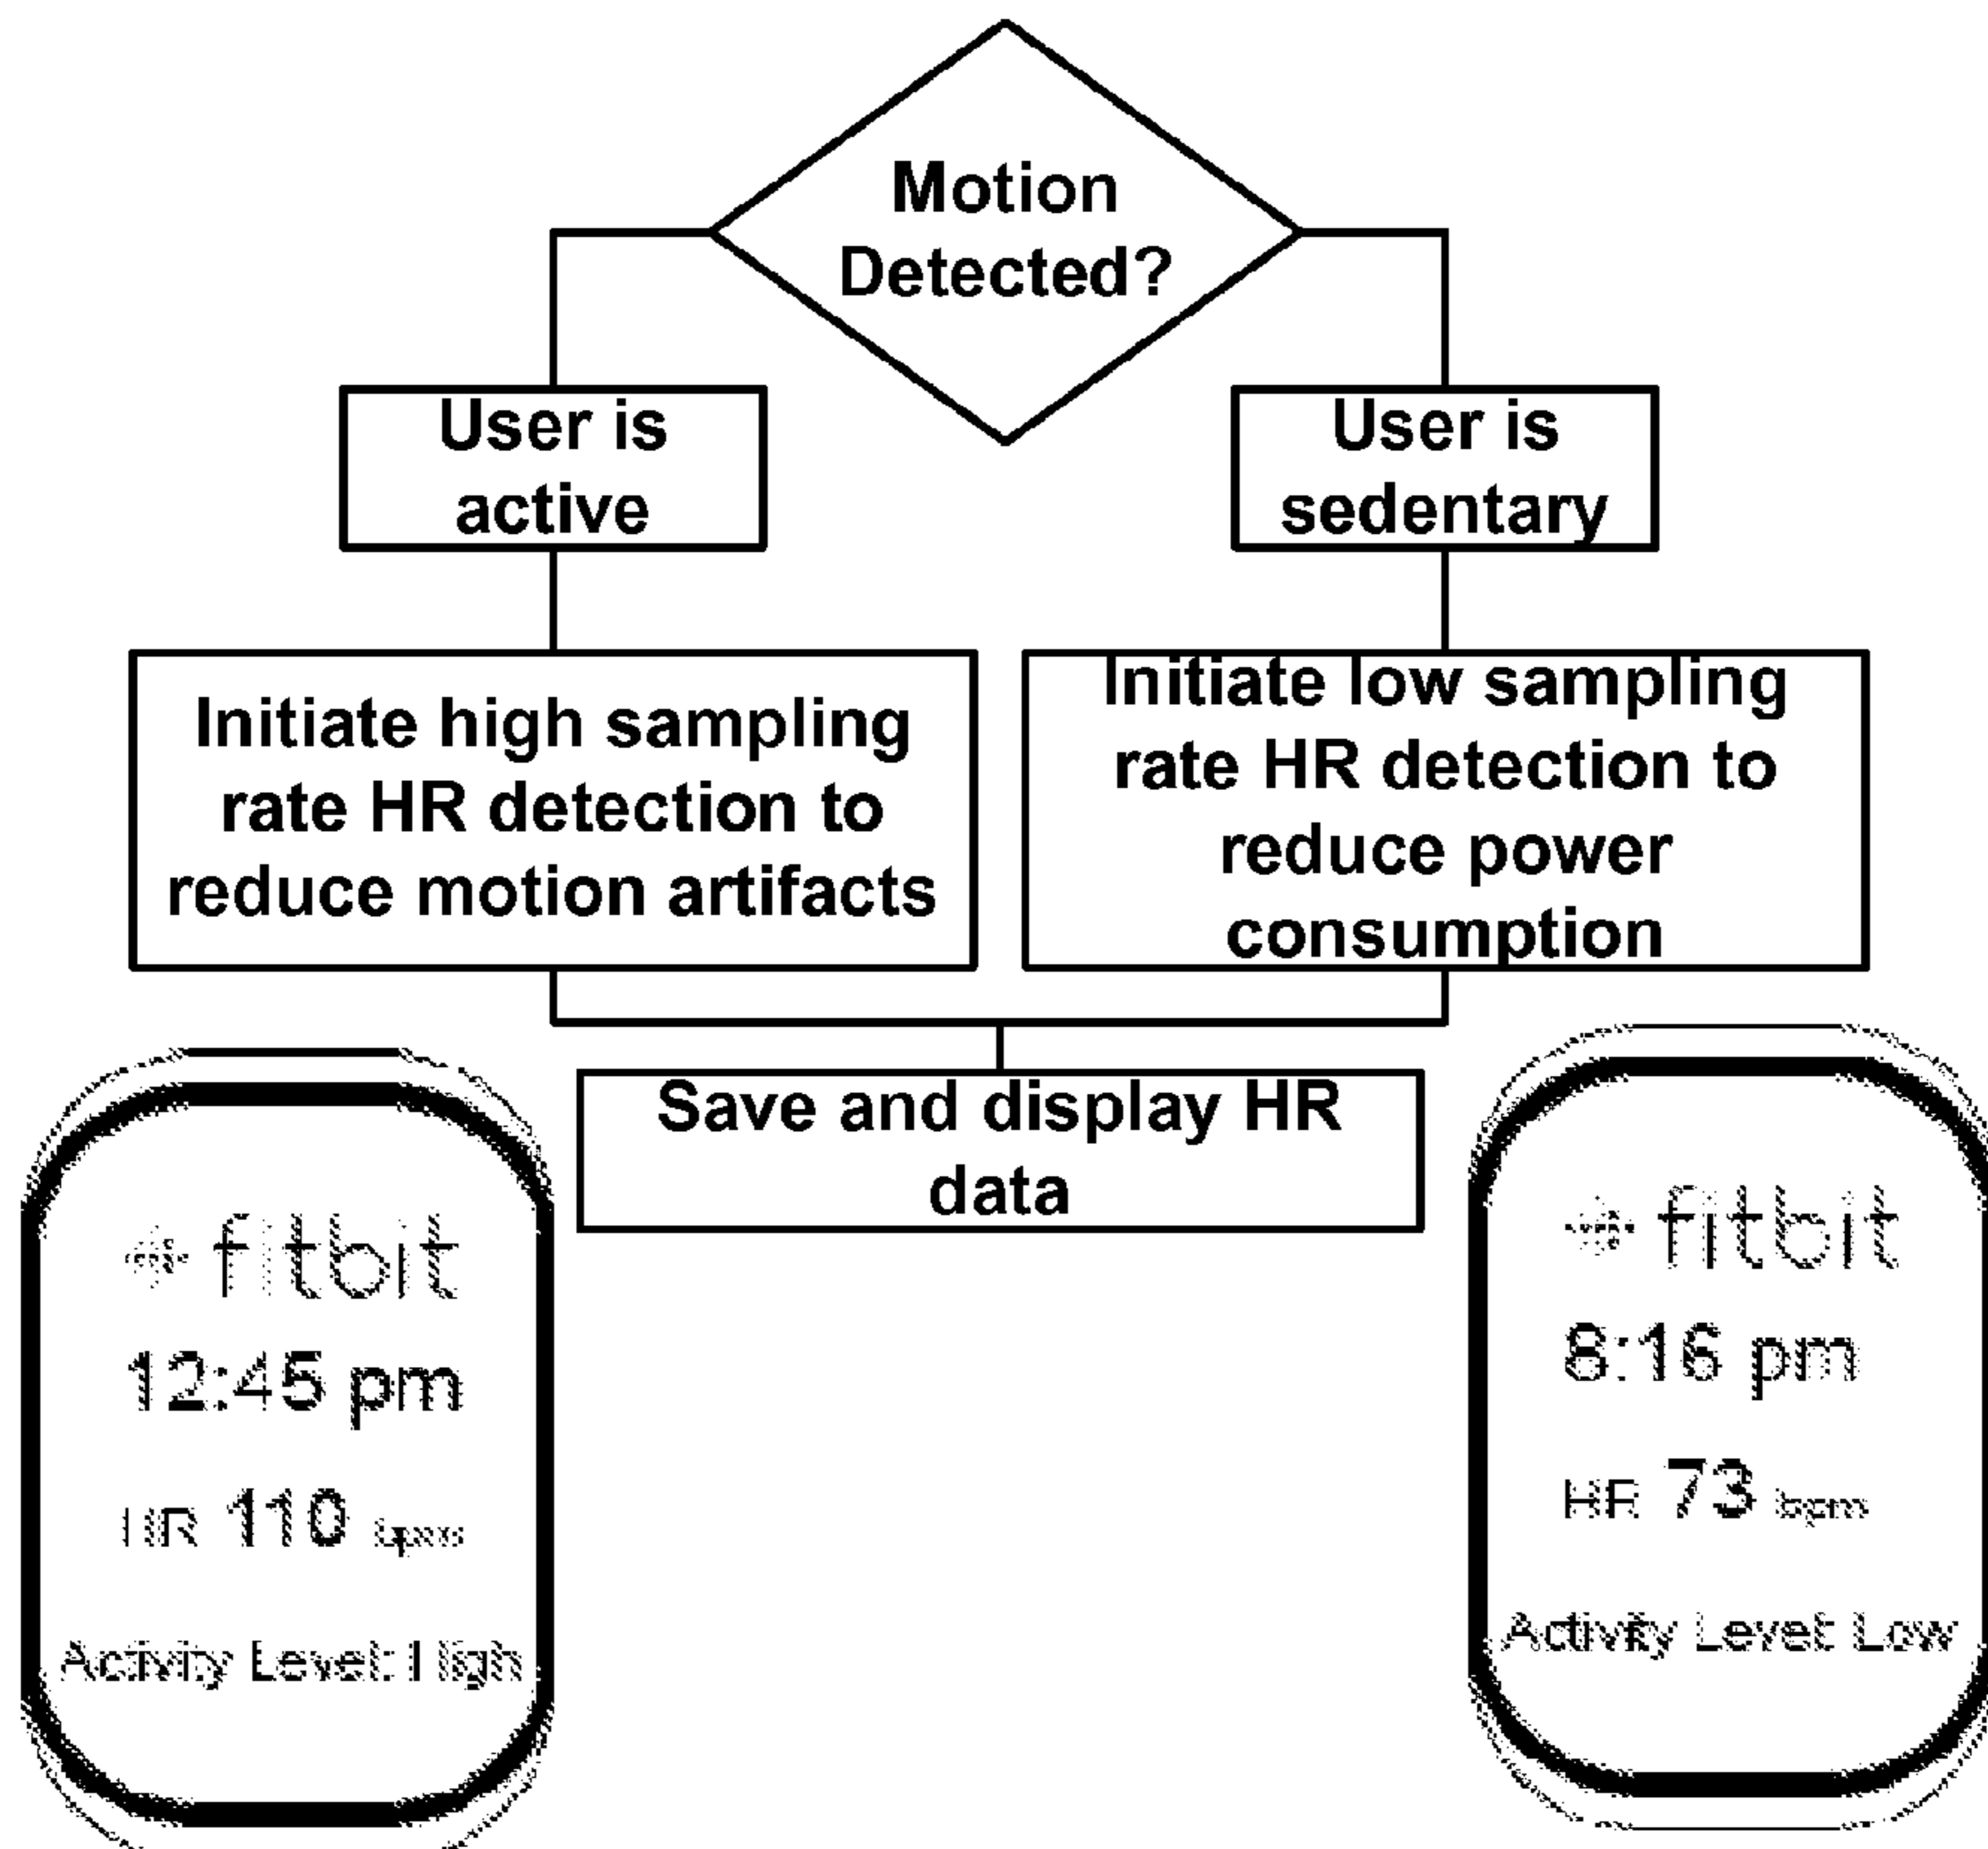 Motion
Detected?
User is
active
User is
sedentary
Initiate high sampling
rate HR detection to
reduce motion artifacts
Initiate low sampling
rate HR detection to
reduce power
consumption
Save and display HR
data
fitbit
12:45 pm
HR 110 bpm
Activity Level: High
fitbit
8:16 pm
HR 73 bpm
Activity Level: Low